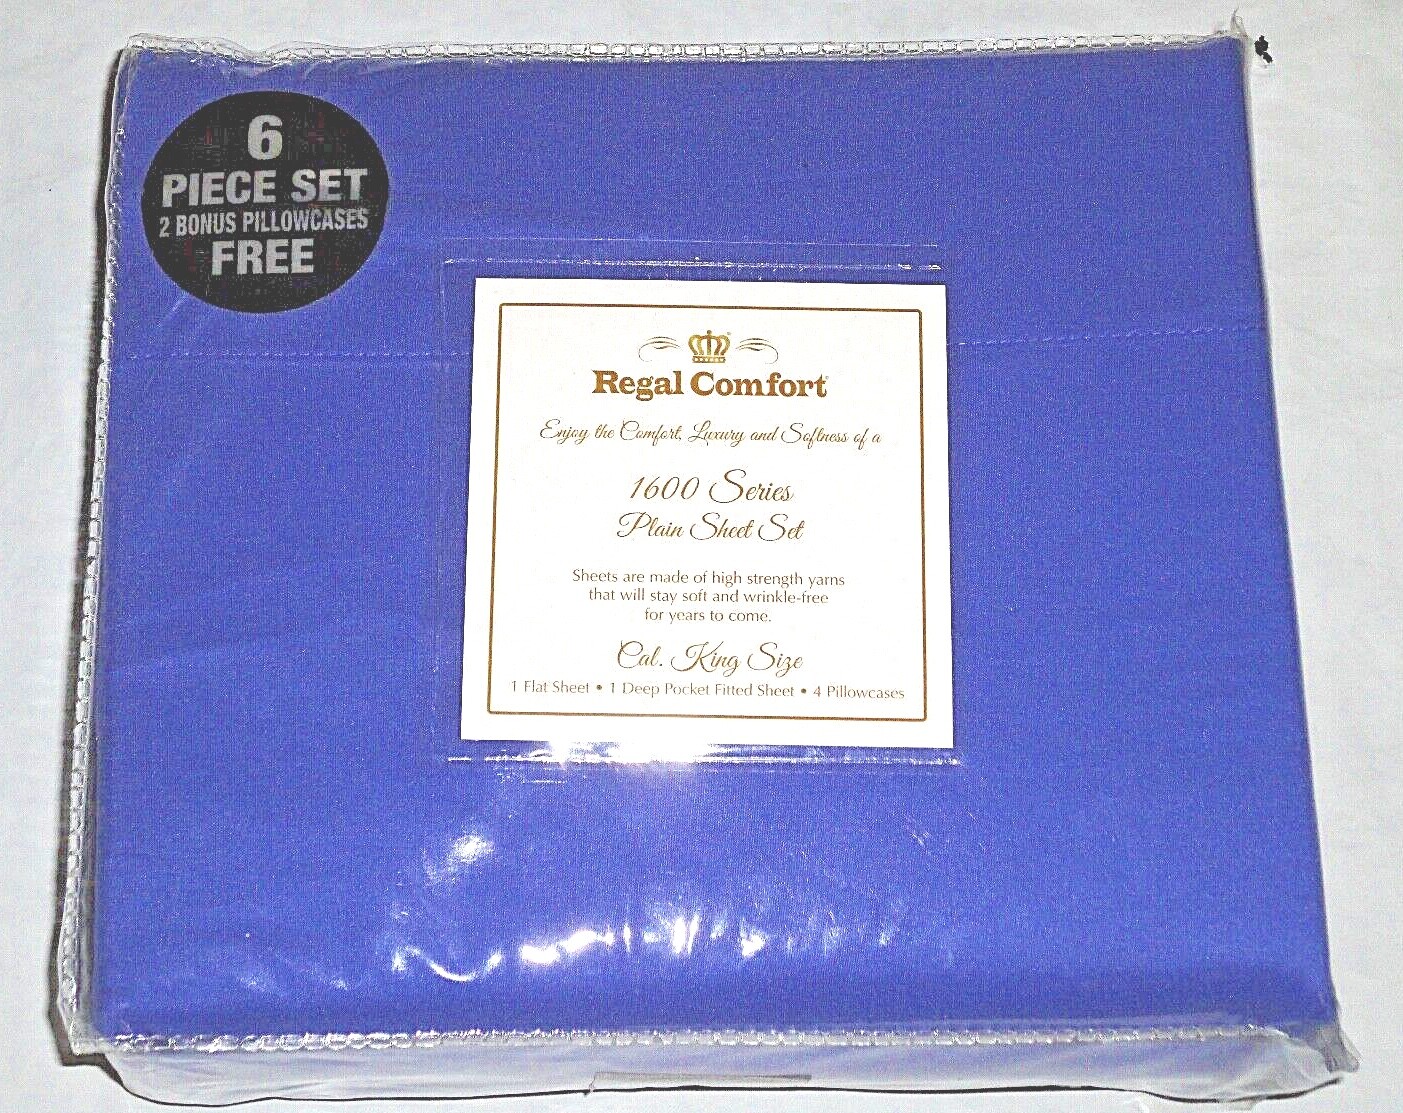 6
PIECE SET
2 BONUS PILLOWCASES
FREE
Regal Comfort
Enjoy the Comfort, Luxury and Softness of a
1600 Series
Plain Sheet Set
Sheets are made of high strength yarns
that will stay soft and wrinkle-free
for years to come.
Cal. King Size
1 Flat Sheet • 1 Deep Pocket Fitted Sheet • 4 Pillowcases